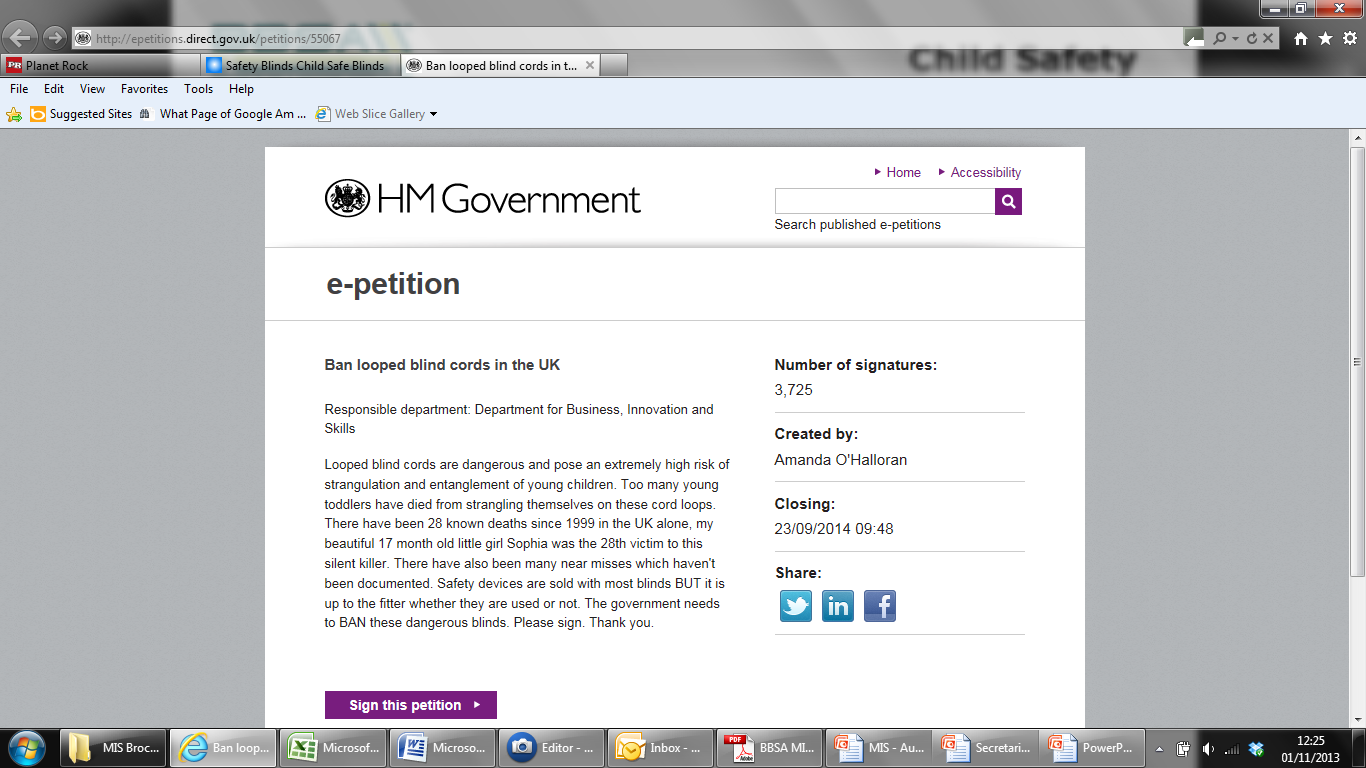 Child Safety
http://epetitions.direct.gov.uk/petitions/55067
PR Planet Rock
Safety Blinds Child Safe Blinds
Ban looped blind cords in t...
File Edit View Favorites Tools Help
Suggested Sites What Page of Google Am ... Web Slice Gallery
Home Accessibility
HM Government
Search published e-petitions
e-petition
Ban looped blind cords in the UK
Responsible department: Department for Business, Innovation and
Skills
Looped blind cords are dangerous and pose an extremely high risk of
strangulation and entanglement of young children. Too many young
toddlers have died from strangling themselves on these cord loops.
There have been 28 known deaths since 1999 in the UK alone, my
beautiful 17 month old little girl Sophia was the 28th victim to this
silent killer. There have also been many near misses which haven't
been documented. Safety devices are sold with most blinds BUT it is
up to the fitter whether they are used or not. The government needs
to BAN these dangerous blinds. Please sign. Thank you.
Sign this petition
Number of signatures:
3,725
Created by:
Amanda O'Halloran
Closing:
23/09/2014 09:48
Share:
MIS Broc...
Ban loop...
Microsof...
Microso...
Editor - ...
Inbox - ...
PDF Adobe BBSA MI...
MIS - Au...
Secretari...
PowerP...
12:25
01/11/2013